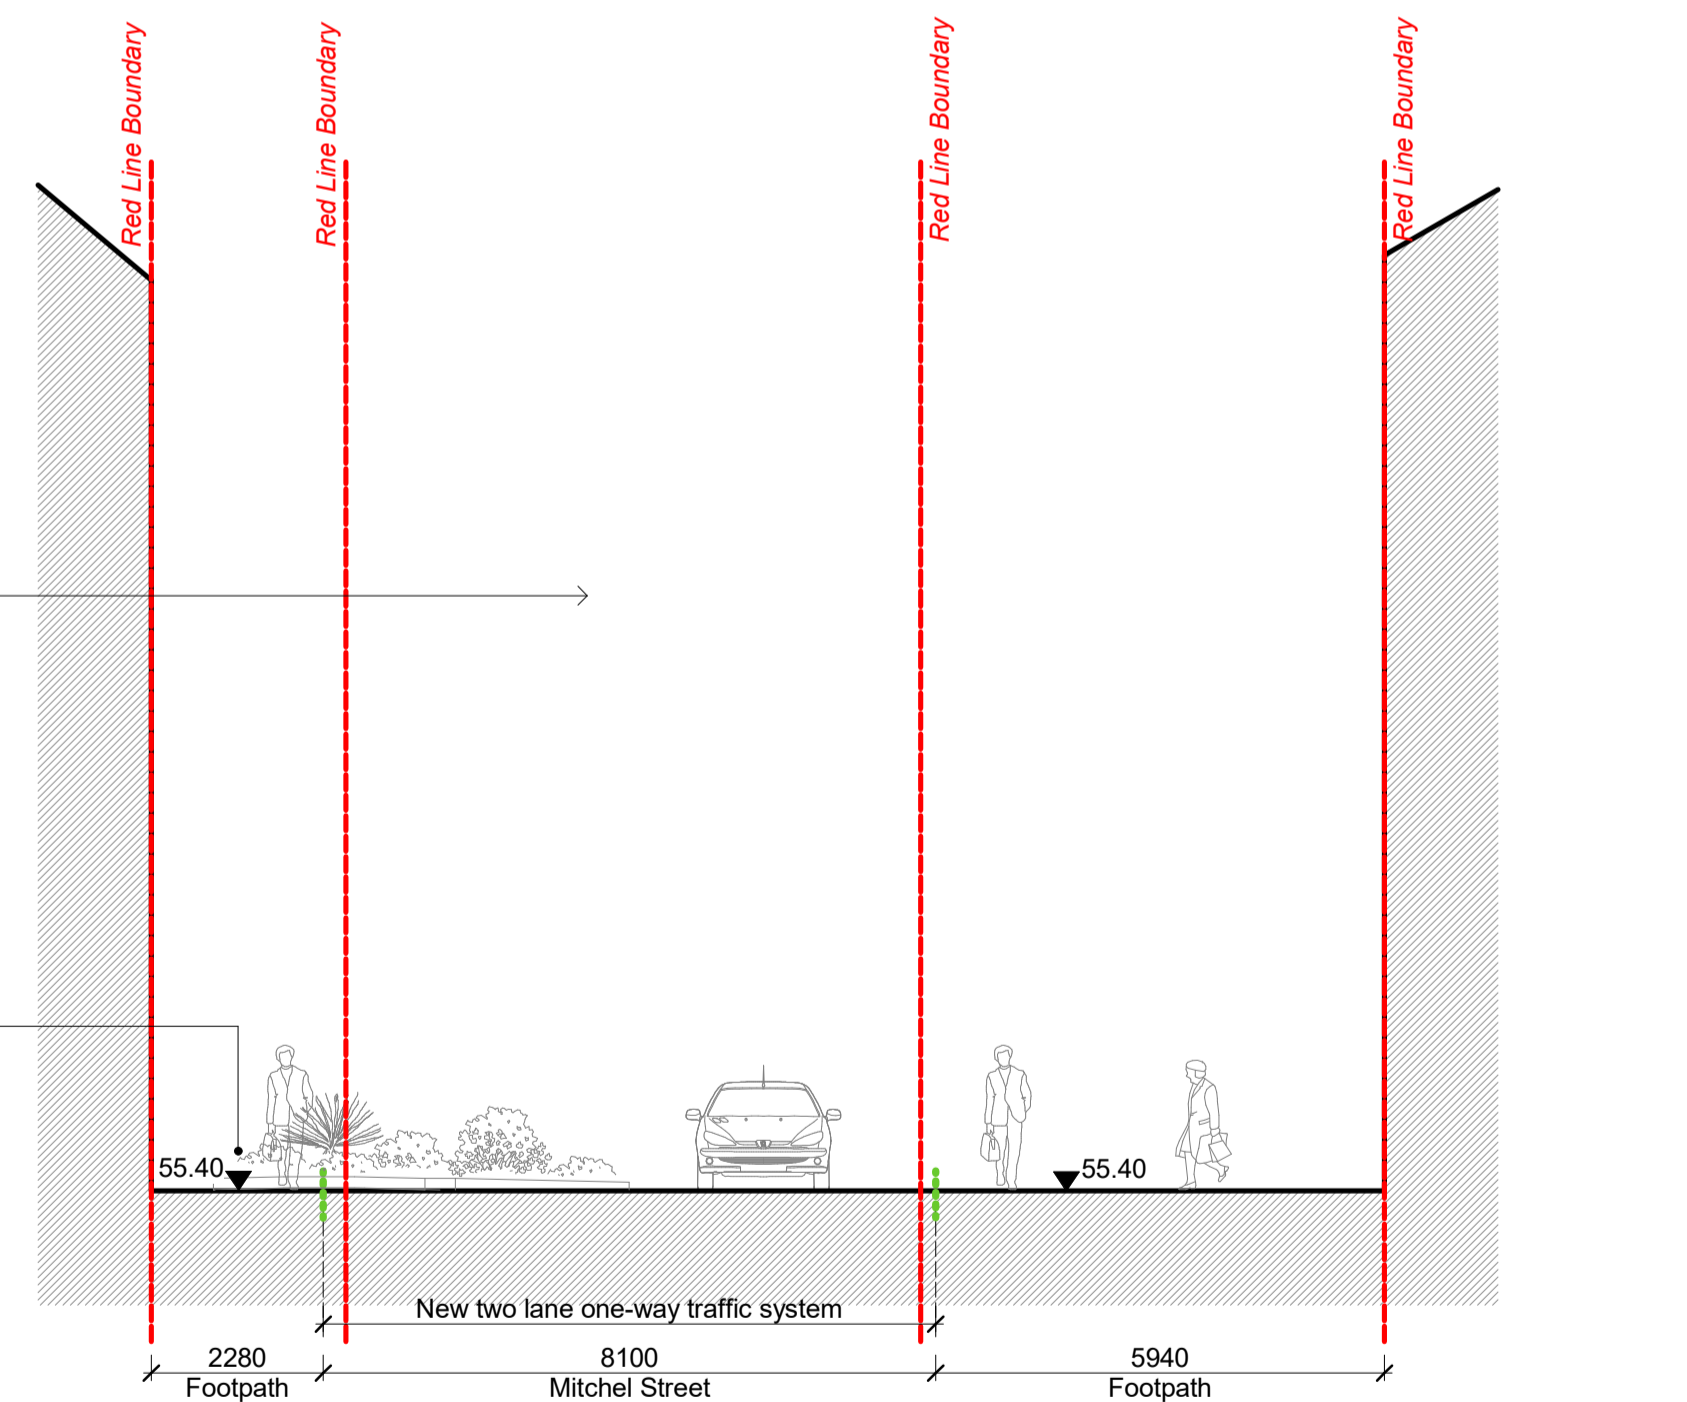 Red Line Boundary
Red Line Boundary
Red Line Boundary
Red Line Boundary
55.40
55.40
New two lane one-way traffic system
2280
8100
5940
Footpath
Mitchel Street
Footpath